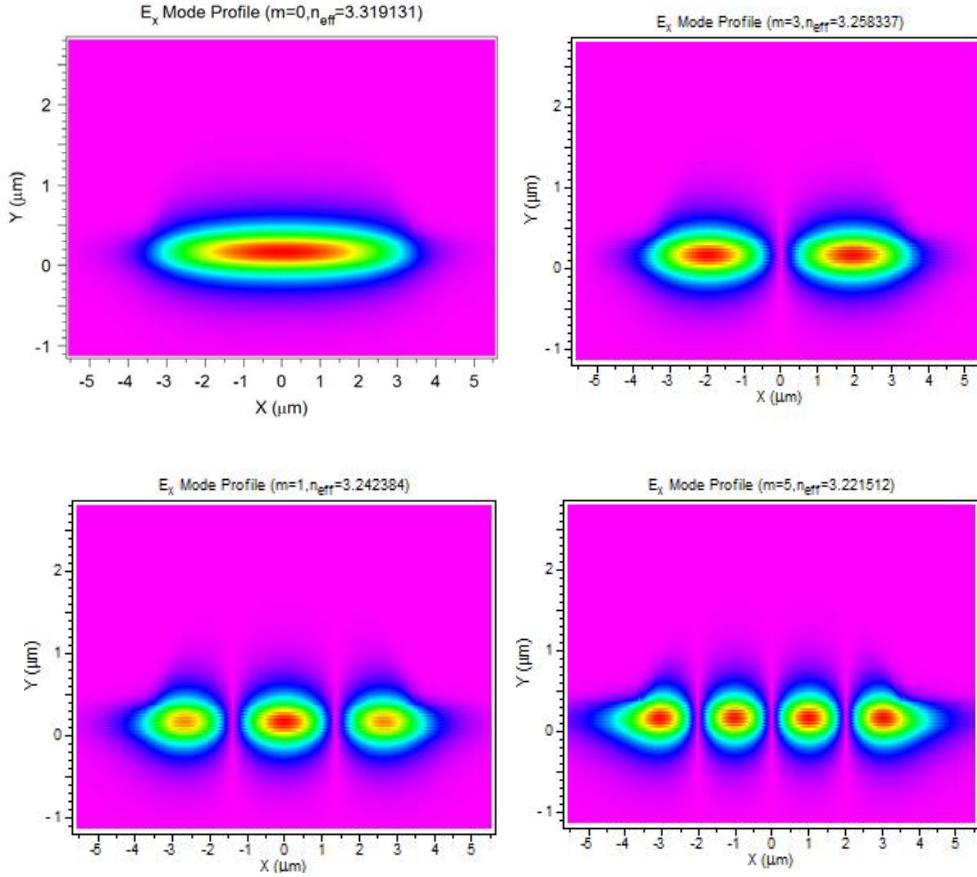 Eₓ Mode Profile (m=0,n_eff=3.319131)
Y (μm)
2
1
0
-1
-5 -4 -3 -2 -1 0 1 2 3 4 5
X (μm)
Eₓ Mode Profile (m=3,n_eff=3.258337)
Y (μm)
2
1
0
-1
-5 -4 -3 -2 -1 0 1 2 3 4 5
X (μm)
Eₓ Mode Profile (m=1,n_eff=3.242384)
Y (μm)
2
1
0
-1
-5 -4 -3 -2 -1 0 1 2 3 4 5
X (μm)
Eₓ Mode Profile (m=5,n_eff=3.221512)
Y (μm)
2
1
0
-1
-5 -4 -3 -2 -1 0 1 2 3 4 5
X (μm)